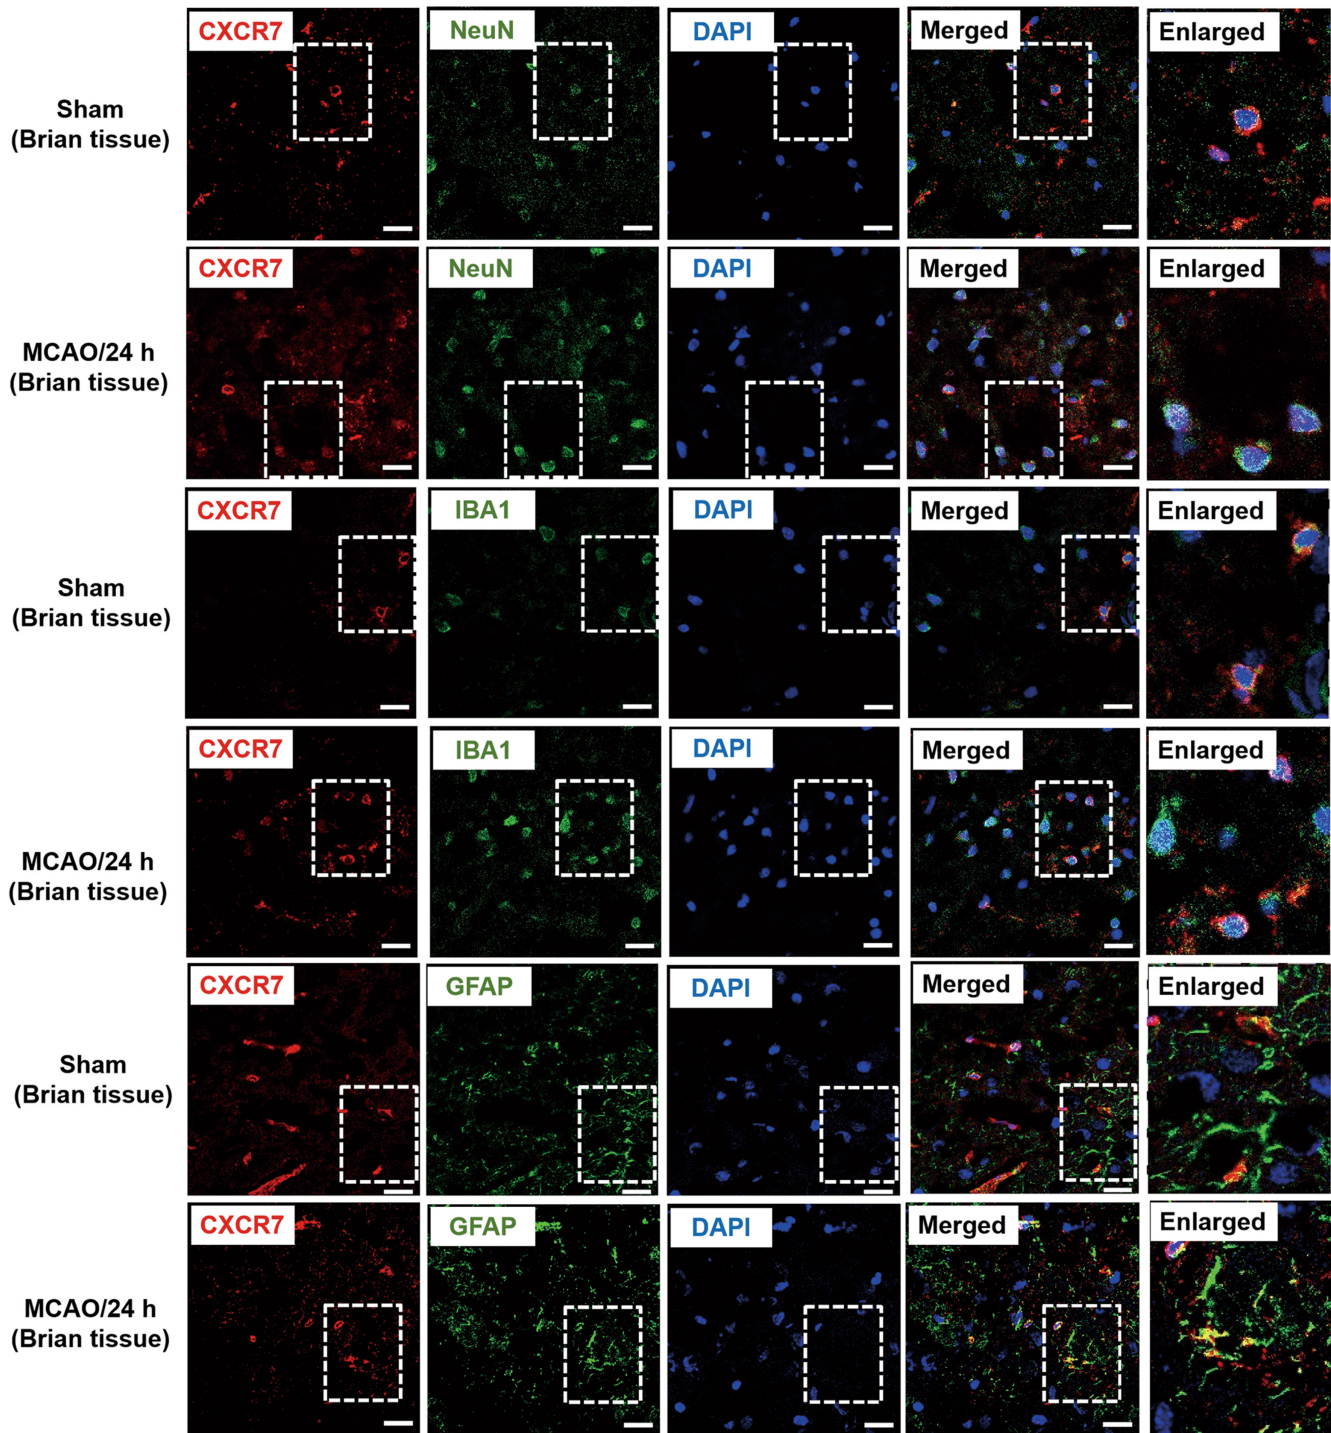 CXCR7 NeuN DAPI Merged Enlarged
Sham
(Brian tissue)
CXCR7 NeuN DAPI Merged Enlarged
MCAO/24 h
(Brian tissue)
CXCR7 IBA1 DAPI Merged Enlarged
Sham
(Brian tissue)
CXCR7 IBA1 DAPI Merged Enlarged
MCAO/24 h
(Brian tissue)
CXCR7 GFAP DAPI Merged Enlarged
Sham
(Brian tissue)
CXCR7 GFAP DAPI Merged Enlarged
MCAO/24 h
(Brian tissue)